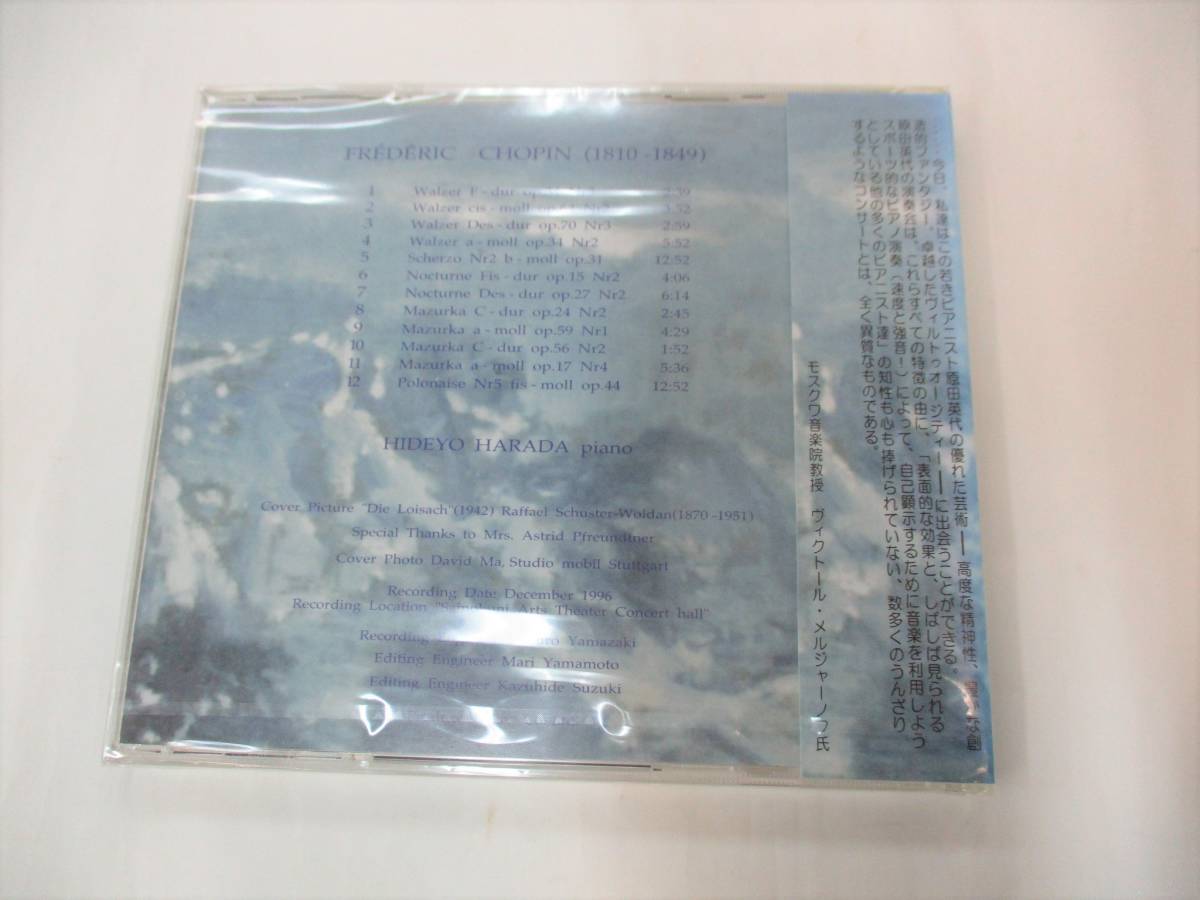 FRÉDÉRIC CHOPIN (1810-1849)
1 Walzer F-dur 2:39
2 Walzer cis-moll 3:52
3 Walzer Des-dur op.70 Nr3 2:59
4 Walzer a-moll op.34 Nr2 5:52
5 Scherzo Nr2 b-moll op.31 12:52
6 Nocturne Fis-dur op.15 Nr2 4:06
7 Nocturne Des-dur op.27 Nr2 6:14
8 Mazurka C-dur op.24 Nr2 2:45
9 Mazurka a-moll op.59 Nr1 4:29
10 Mazurka C-dur op.56 Nr2 1:52
11 Mazurka a-moll op.17 Nr4 5:36
12 Polonaise Nr5 fis-moll op.44 12:52
HIDEYO HARADA piano
Cover Picture "Die Loisach"(1942) Raffael Schuster-Woldan(1870-1951)
Special Thanks to Mrs. Astrid Pfreundtner
Cover Photo David Ma, Studio mobII Stuttgart
Recording Date: December 1996
Recording Location Arts Theater Concert hall"
Recording Yamazaki
Editing Engineer Mari Yamamoto
Editing Engineer Kazuhide Suzuki
今日、私達はこの若きピアニスト原田英代の優れた芸術—高度な精神性、な創
造的ファンタジー、卓越したヴィルトゥオージティー—に出会うことができる。
原田英代の演奏会は、これらすべての特徴の由に、「表面的な効果と、しばしば見られる
スポーツ的なピアノ演奏(速度と強音!)によって、自己顕示するために音楽を利用しよう
としている他の多くのピアニスト達」の知性も心も捧げられていない、数多くのうんざり
するようなコンサートとは、全く異質なものである。
モスクワ音楽院教授 ヴィクトール・メルジャーノフ氏